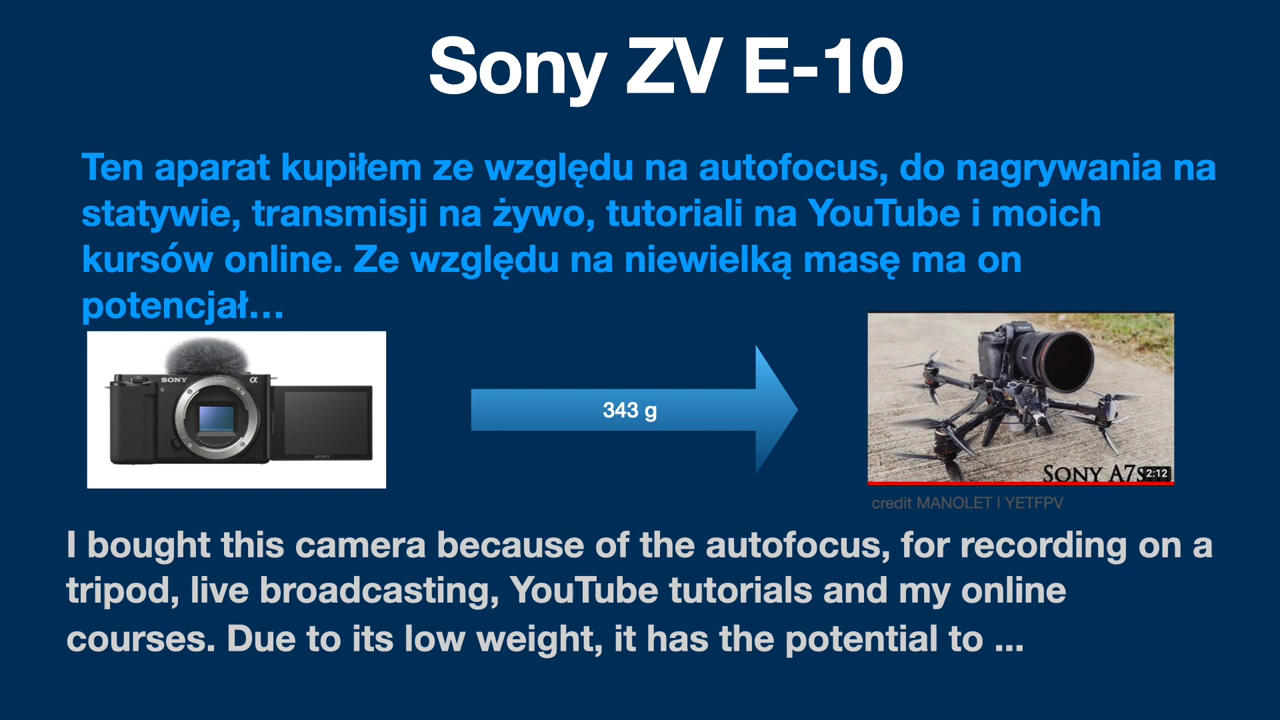 Sony ZV E-10
Ten aparat kupiłem ze względu na autofocus, do nagrywania na
statywie, transmisji na żywo, tutoriali na YouTube i moich
kursów online. Ze względu na niewielką masę ma on
potencjał...
SONY α
SONY
343 g
SONY
SONY A7S
2:12
credit MANOLET | YETFPV
I bought this camera because of the autofocus, for recording on a
tripod, live broadcasting, YouTube tutorials and my online
courses. Due to its low weight, it has the potential to ...